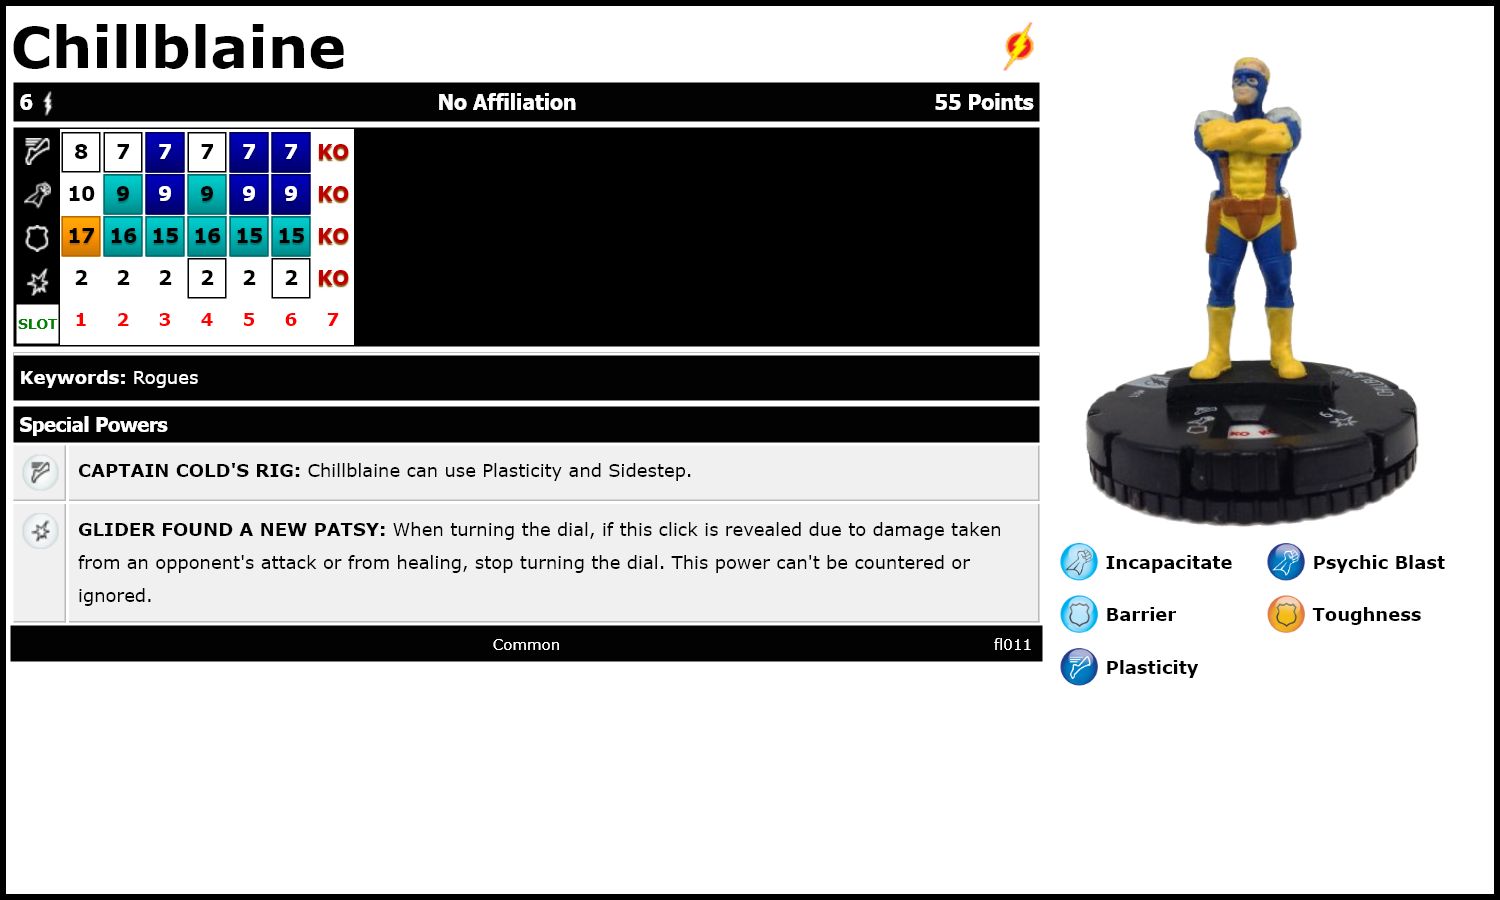 Chillblaine
6 No Affiliation 55 Points
8 7 7 7 7 7 KO
10 9 9 9 9 9 KO
17 16 15 16 15 15 KO
2 2 2 2 2 2 KO
SLOT 1 2 3 4 5 6 7
Keywords: Rogues
Special Powers
CAPTAIN COLD'S RIG: Chillblaine can use Plasticity and Sidestep.
GLIDER FOUND A NEW PATSY: When turning the dial, if this click is revealed due to damage taken
from an opponent's attack or from healing, stop turning the dial. This power can't be countered or
ignored.
Common fl011
CHILLBLAINE
KO
Incapacitate Psychic Blast
Barrier Toughness
Plasticity